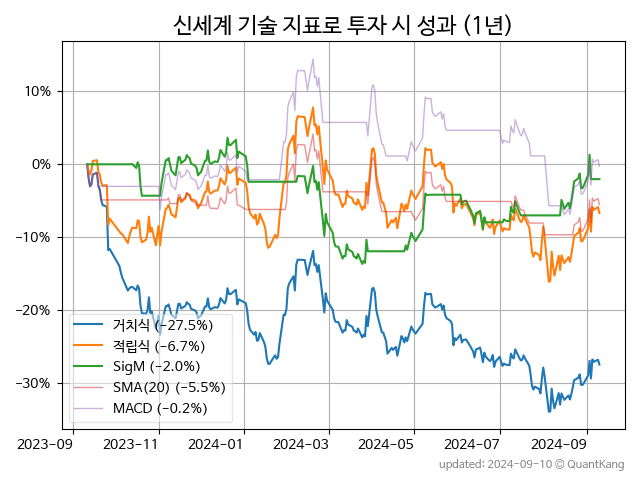 신세계 기술 지표로 투자 시 성과 (1년)
10%
0%
−10%
−20%
−30%
거치식 (−27.5%)
적립식 (−6.7%)
SigM (−2.0%)
SMA(20) (−5.5%)
MACD (−0.2%)
2023−09 2023−11 2024−01 2024−03 2024−05 2024−07 2024−09
updated: 2024−09−10 ⓒ QuantKang